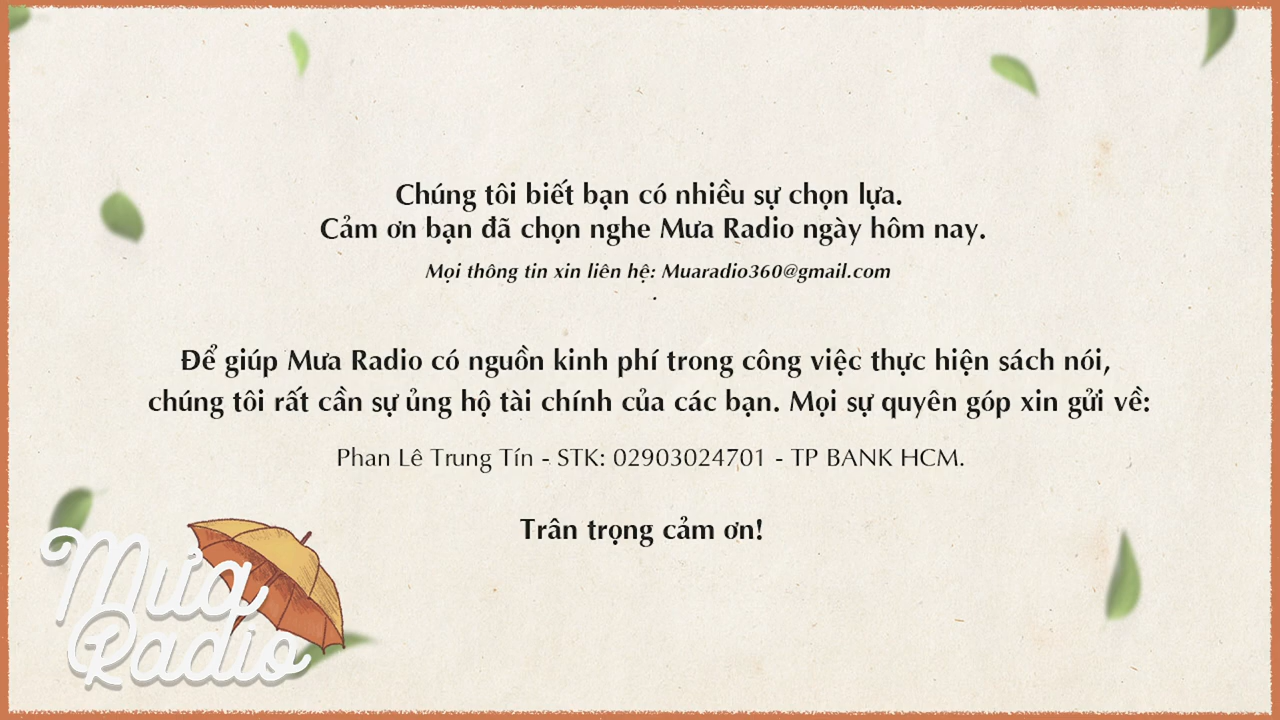 Chúng tôi biết bạn có nhiều sự chọn lựa.
Cảm ơn bạn đã chọn nghe Mưa Radio ngày hôm nay.
Mọi thông tin xin liên hệ: Muaradio360@gmail.com
.
Để giúp Mưa Radio có nguồn kinh phí trong công việc thực hiện sách nói,
chúng tôi rất cần sự ủng hộ tài chính của các bạn. Mọi sự quyên góp xin gửi về:
Phan Lê Trung Tín - STK: 02903024701 - TP BANK HCM.
Trân trọng cảm ơn!
Mưa
Radio